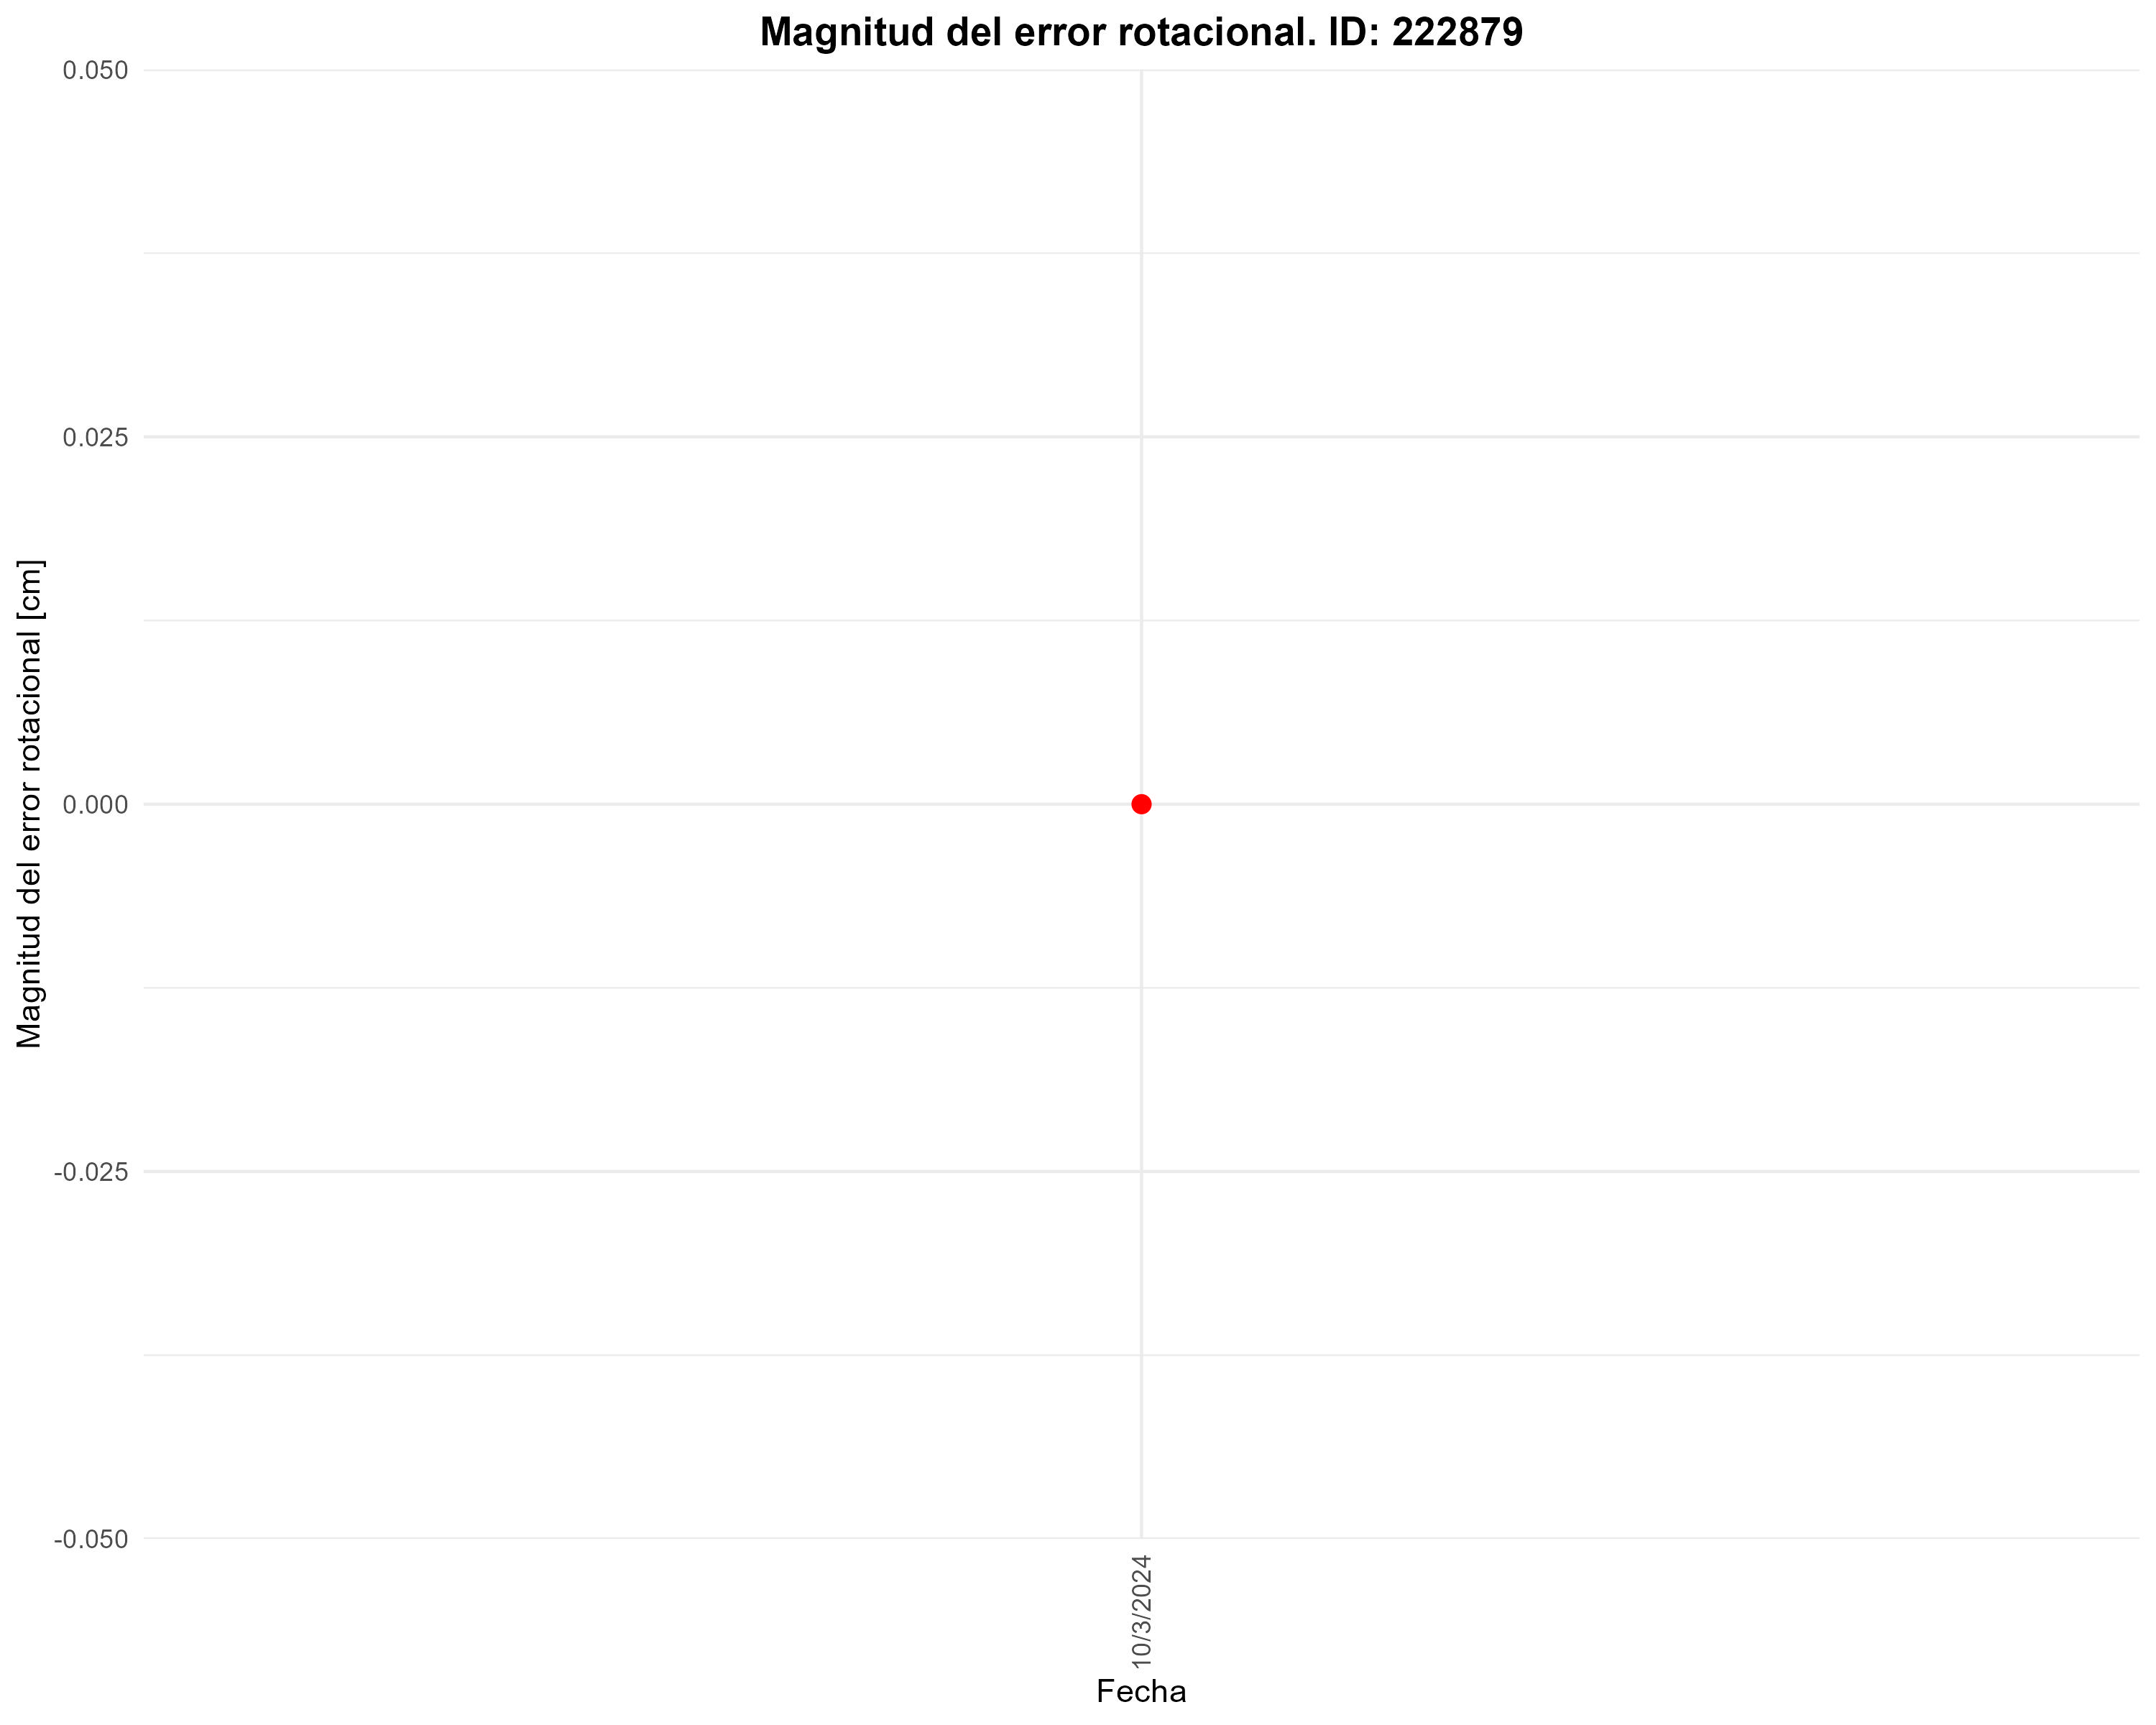 Magnitud del error rotacional. ID: 222879
0.050
0.025
0.000
-0.025
-0.050
Magnitud del error rotacional [cm]
10/3/2024
Fecha